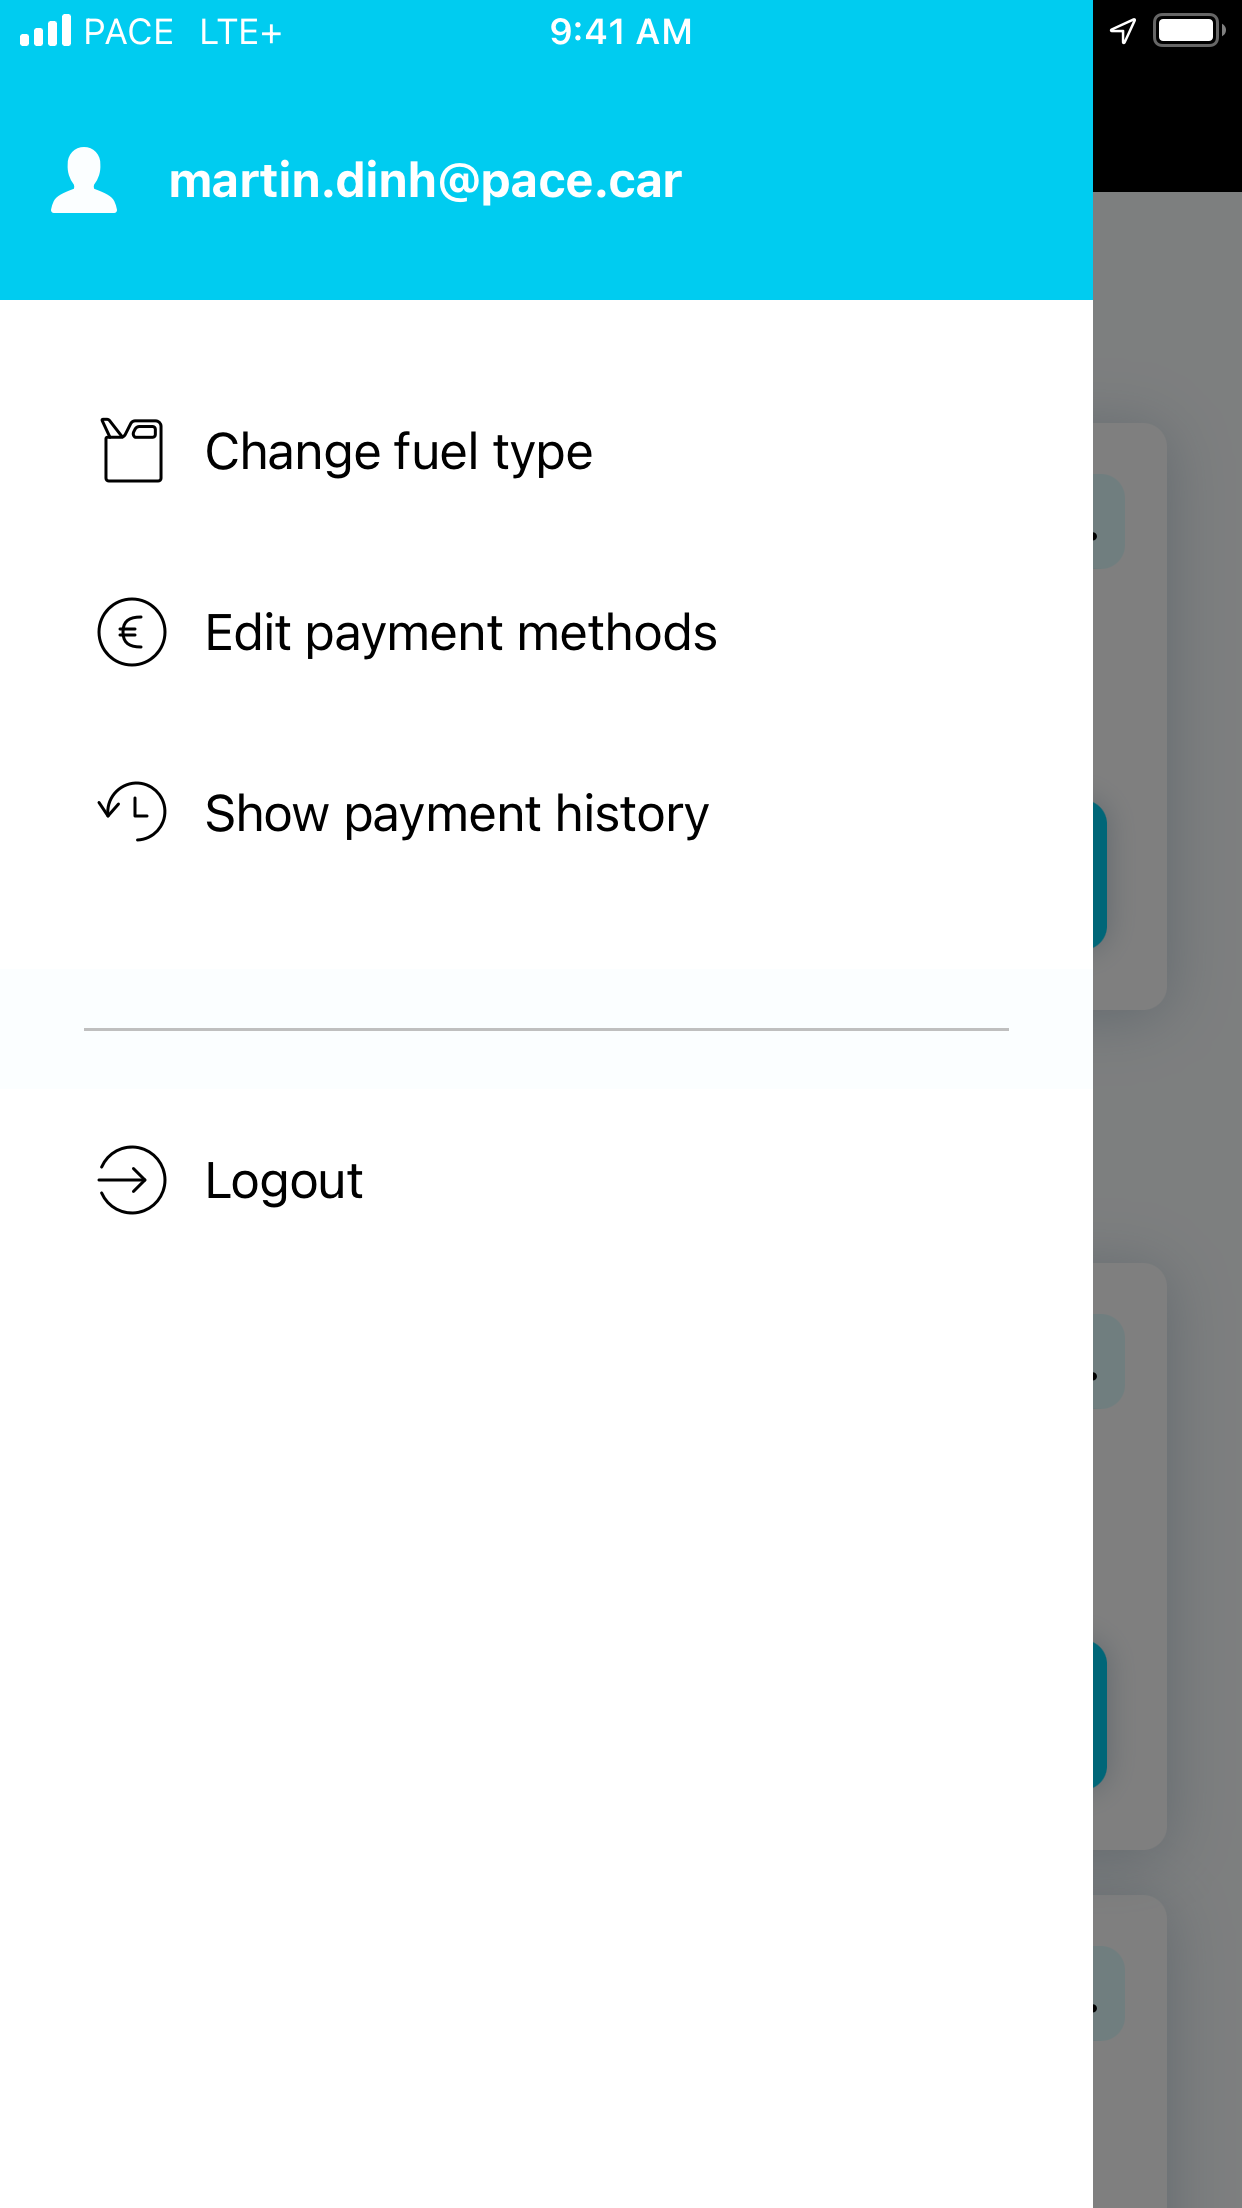 PACE LTE+ 9:41 AM
martin.dinh@pace.car
Change fuel type
€ Edit payment methods
Show payment history
Logout